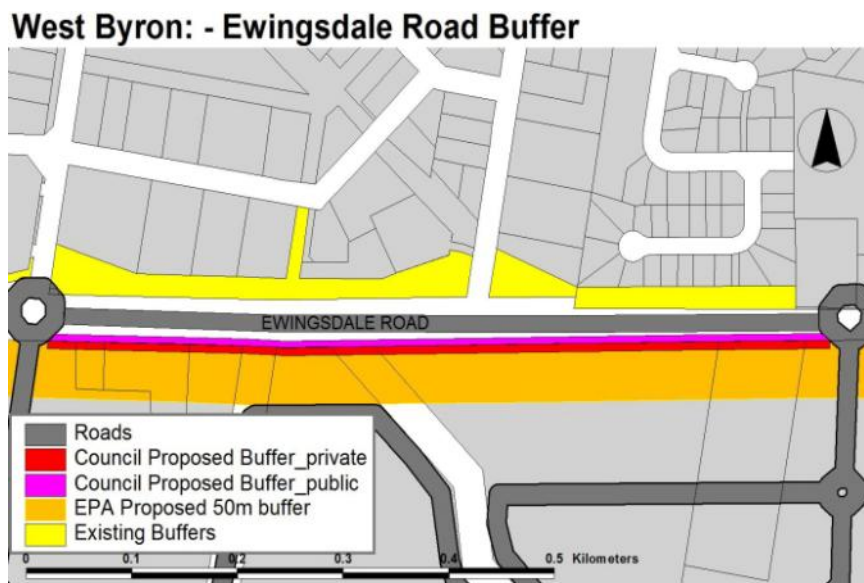 West Byron: - Ewingsdale Road Buffer
EWINGSDALE ROAD
Roads
Council Proposed Buffer_private
Council Proposed Buffer_public
EPA Proposed 50m buffer
Existing Buffers
0 0.1 0.2 0.3 0.4 0.5 Kilometers